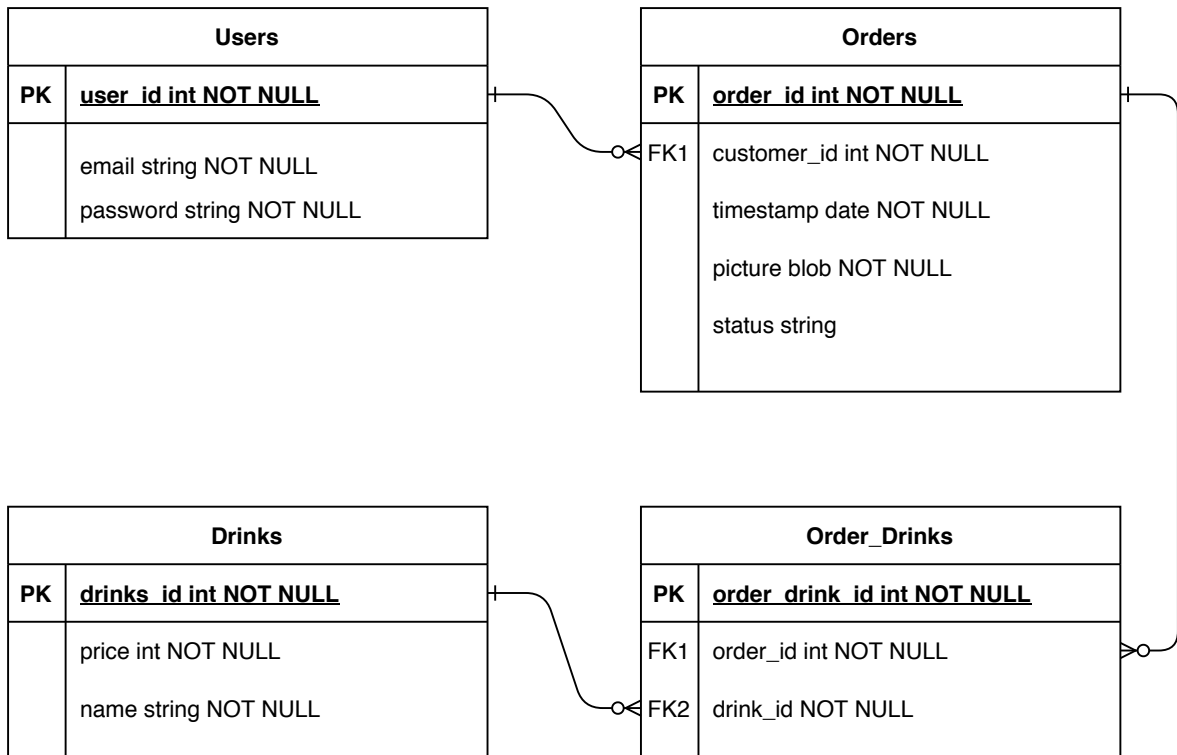 Users
PK user_id int NOT NULL
email string NOT NULL
password string NOT NULL
Orders
PK order_id int NOT NULL
FK1 customer_id int NOT NULL
timestamp date NOT NULL
picture blob NOT NULL
status string
Drinks
PK drinks_id int NOT NULL
price int NOT NULL
name string NOT NULL
Order_Drinks
PK order_drink_id int NOT NULL
FK1 order_id int NOT NULL
FK2 drink_id NOT NULL